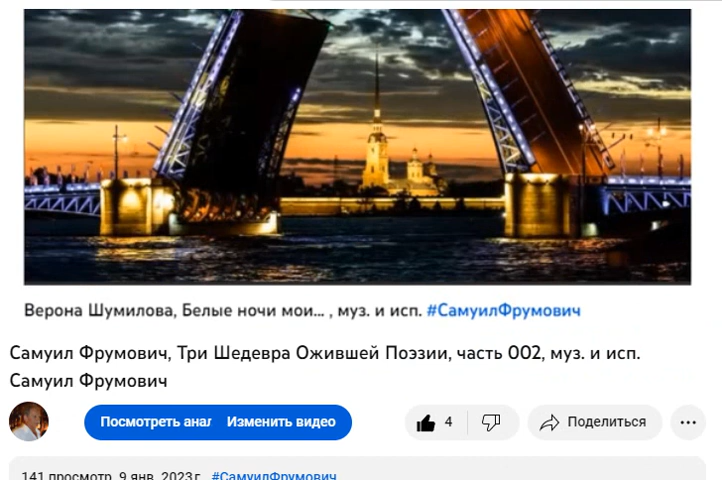 Верона Шумилова, Белые ночи мои... , муз. и исп. #СамуилФрумович
Самуил Фрумович, Три Шедевра Ожившей Поэзии, часть 002, муз. и исп.
Самуил Фрумович
Посмотреть анал Изменить видео 4 Поделиться
141 просмотр 9 янв. 2023 г. #СамуилФрумович